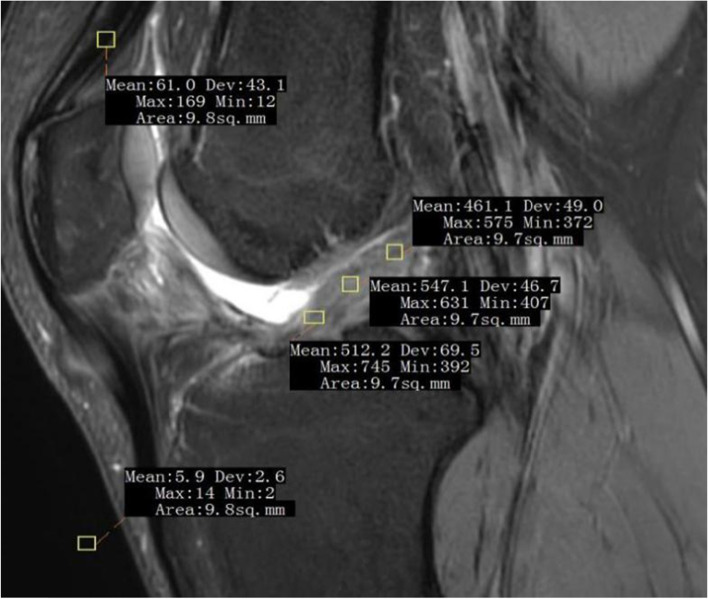 Mean:61.0 Dev:43.1
Max:169 Min:12
Area:9.8sq.mm
Mean:461.1 Dev:49.0
Max:575 Min:372
Area:9.7sq.mm
Mean:547.1 Dev:46.7
Max:631 Min:407
Area:9.7sq.mm
Mean:512.2 Dev:69.5
Max:745 Min:392
Area:9.7sq.mm
Mean:5.9 Dev:2.6
Max:14 Min:2
Area:9.8sq.mm